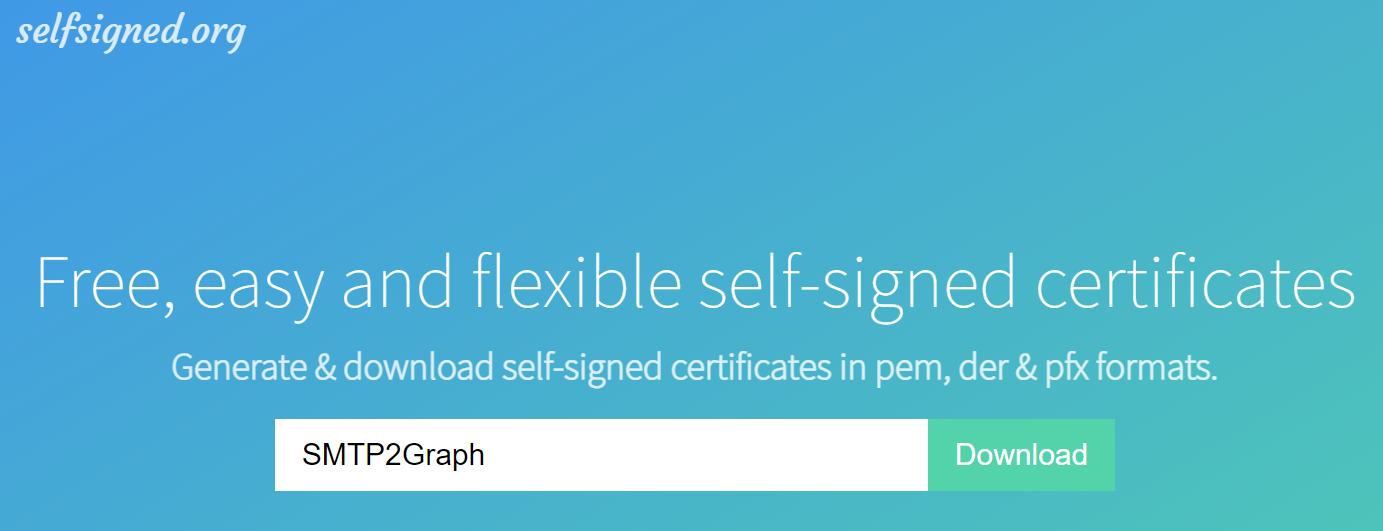 selfsigned.org
Free, easy and flexible self-signed certificates
Generate & download self-signed certificates in pem, der & pfx formats.
SMTP2Graph
Download